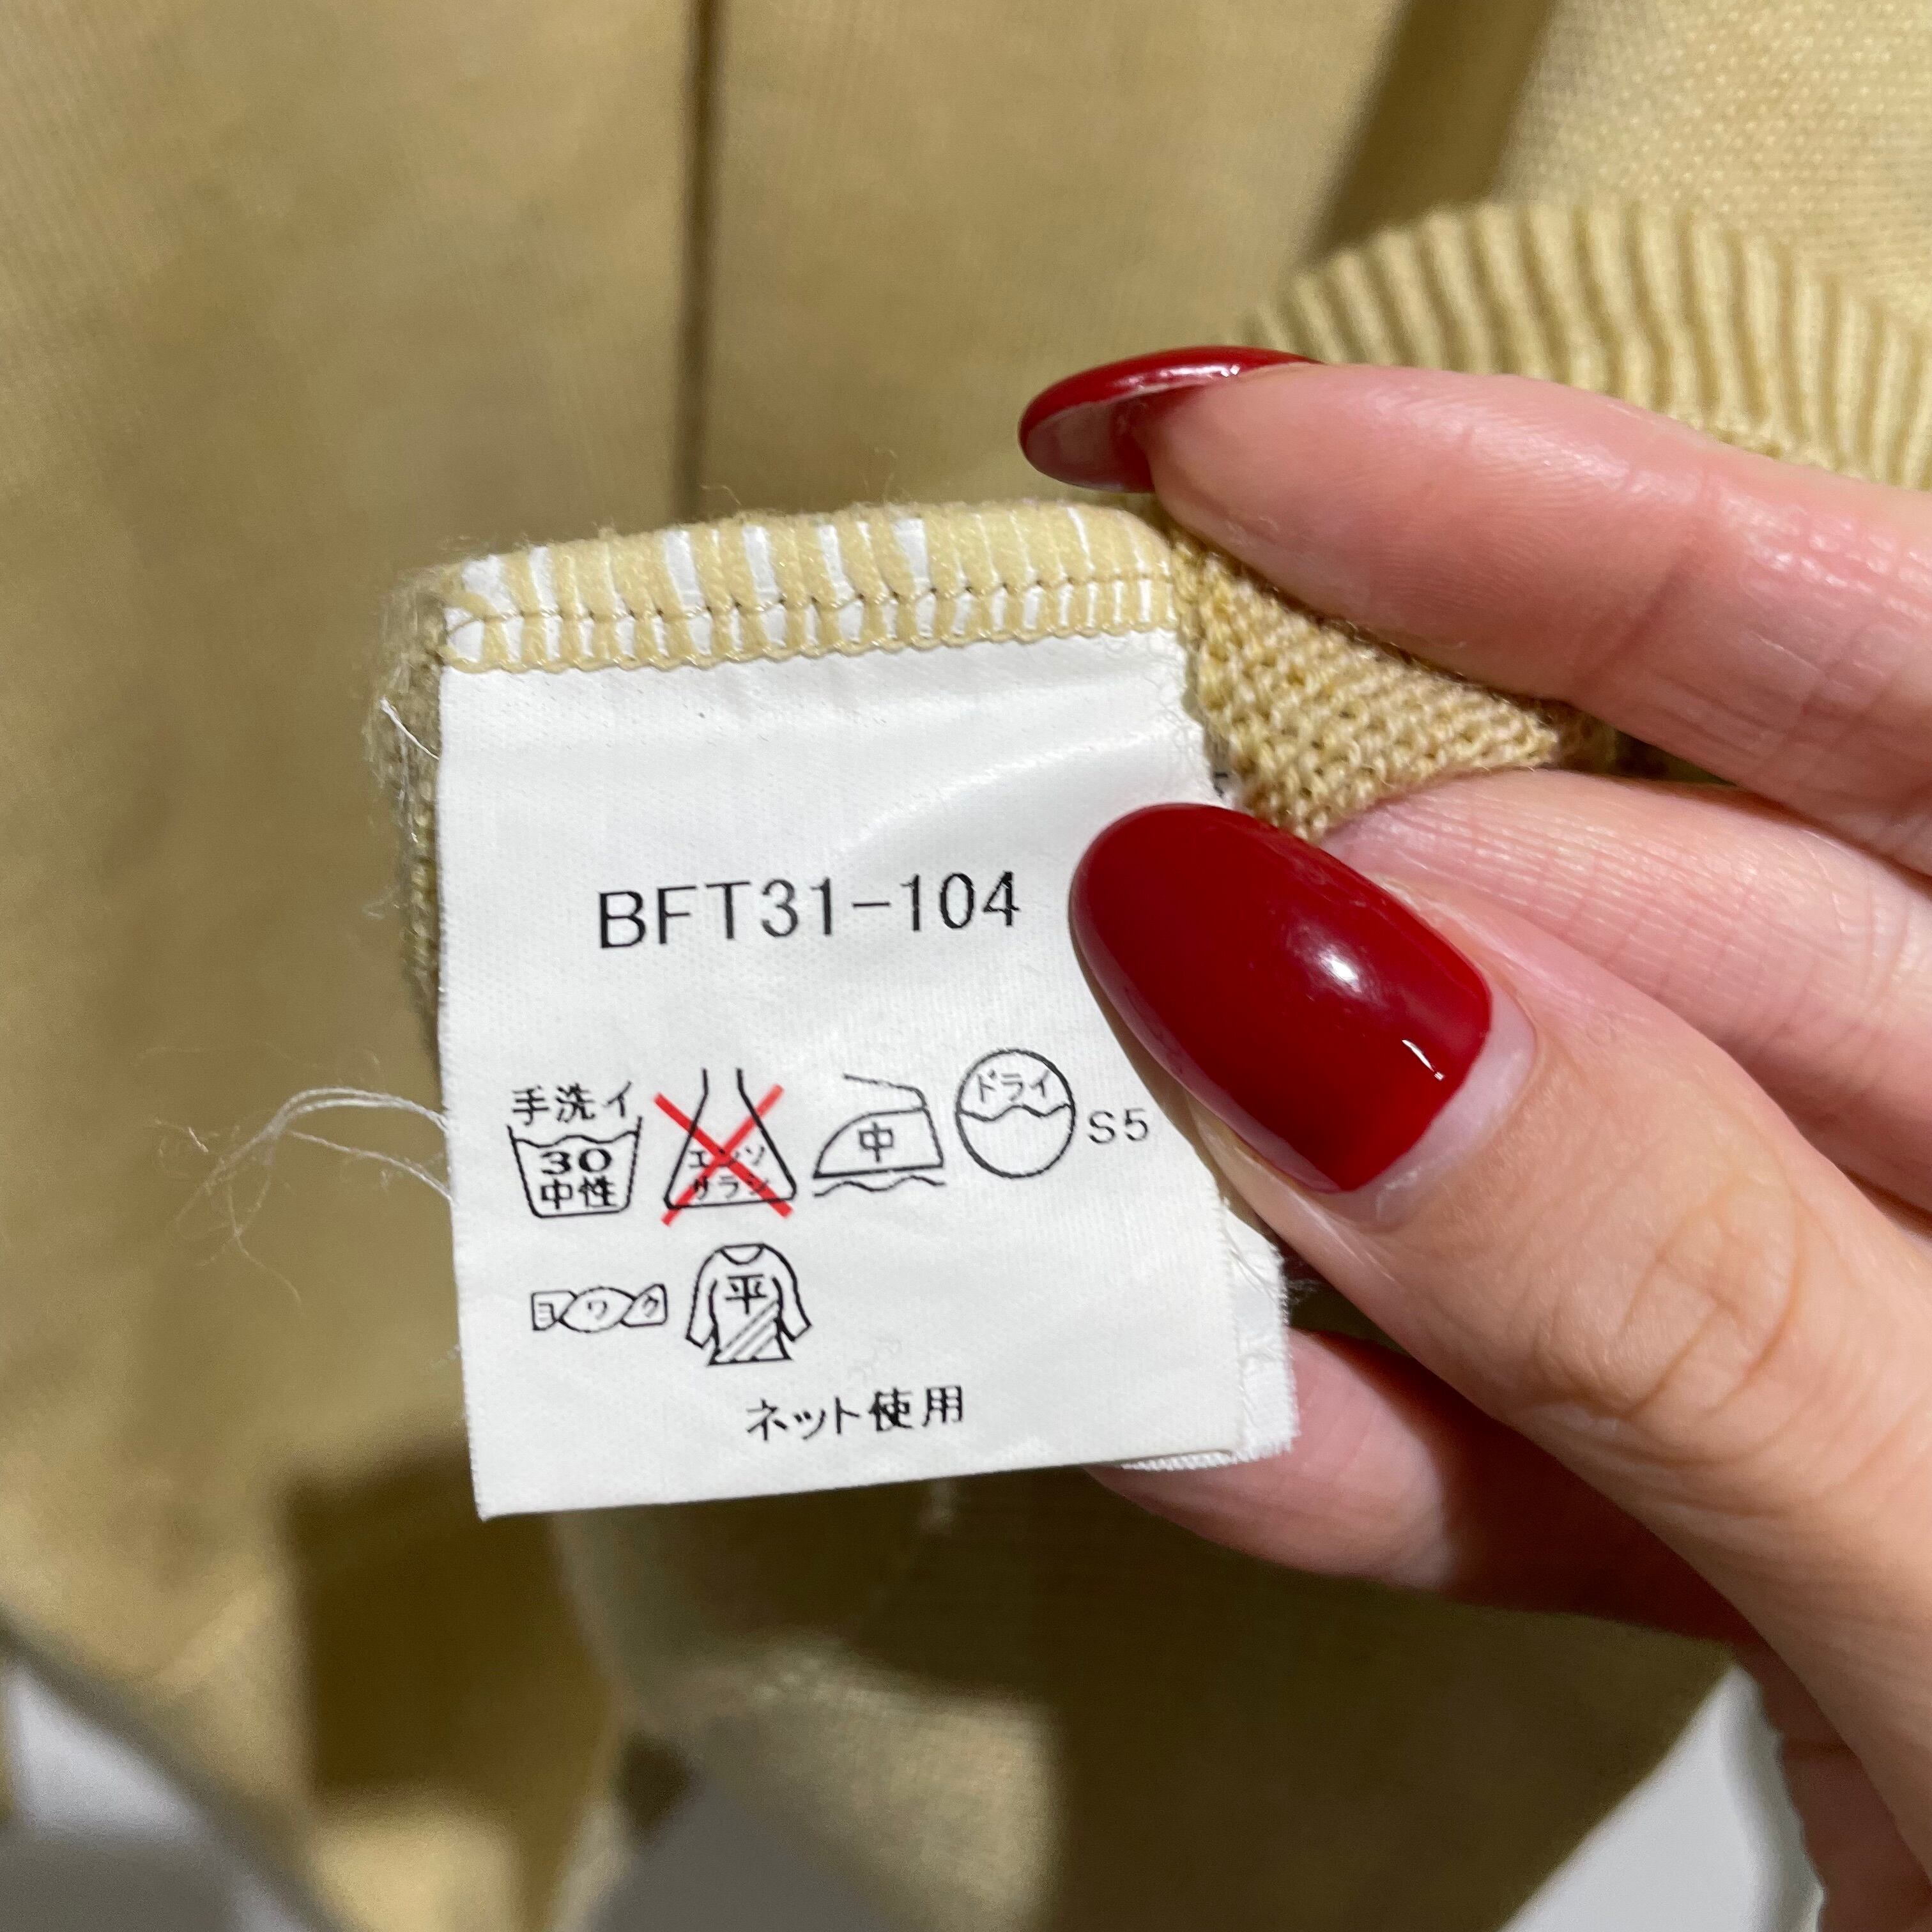 BFT31-104
手洗イ
30
中性
エンソ
サラシ
中
ドライ
S5
ヨワク
平
ネット使用